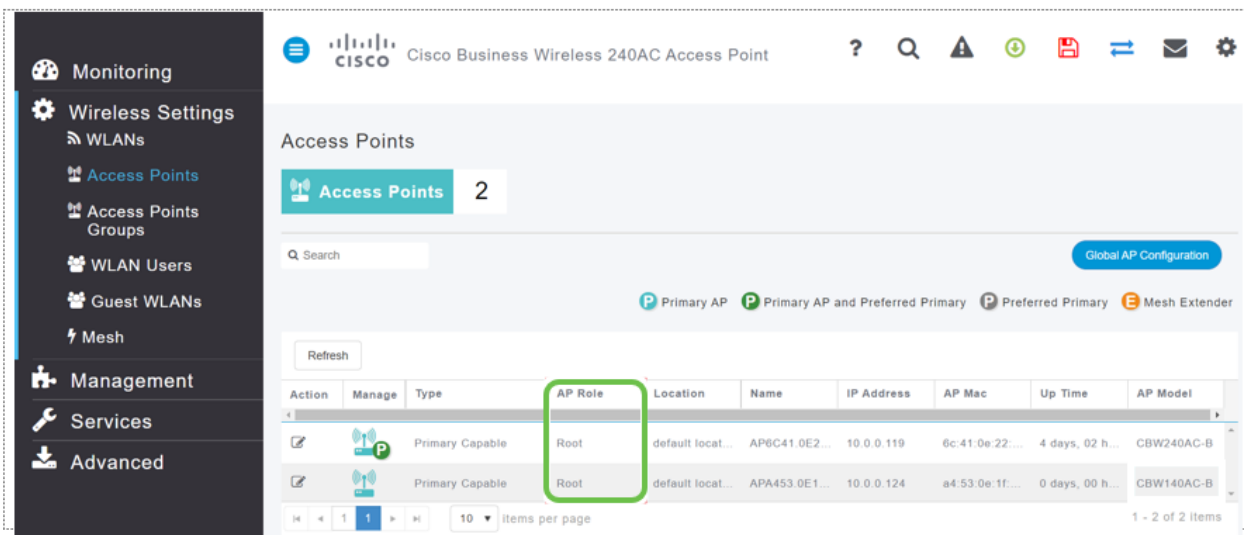 Monitoring
Wireless Settings
WLANs
Access Points
Access Points
Groups
WLAN Users
Guest WLANs
Mesh
Management
Services
Advanced
CISCO Cisco Business Wireless 240AC Access Point ?
Access Points
Access Points 2
Search Global AP Configuration
P Primary AP P Primary AP and Preferred Primary P Preferred Primary E Mesh Extender
Refresh
Action Manage Type AP Role Location Name IP Address AP Mac Up Time AP Model
P Primary Capable Root default locat... AP6C41.0E2... 10.0.0.119 6c:41:0e:22:... 4 days, 02 h... CBW240AC-B
Primary Capable Root default locat... APA453.0E1... 10.0.0.124 a4:53:0e:1f:... 0 days, 00 h... CBW140AC-B
1 1 10 items per page 1 - 2 of 2 items